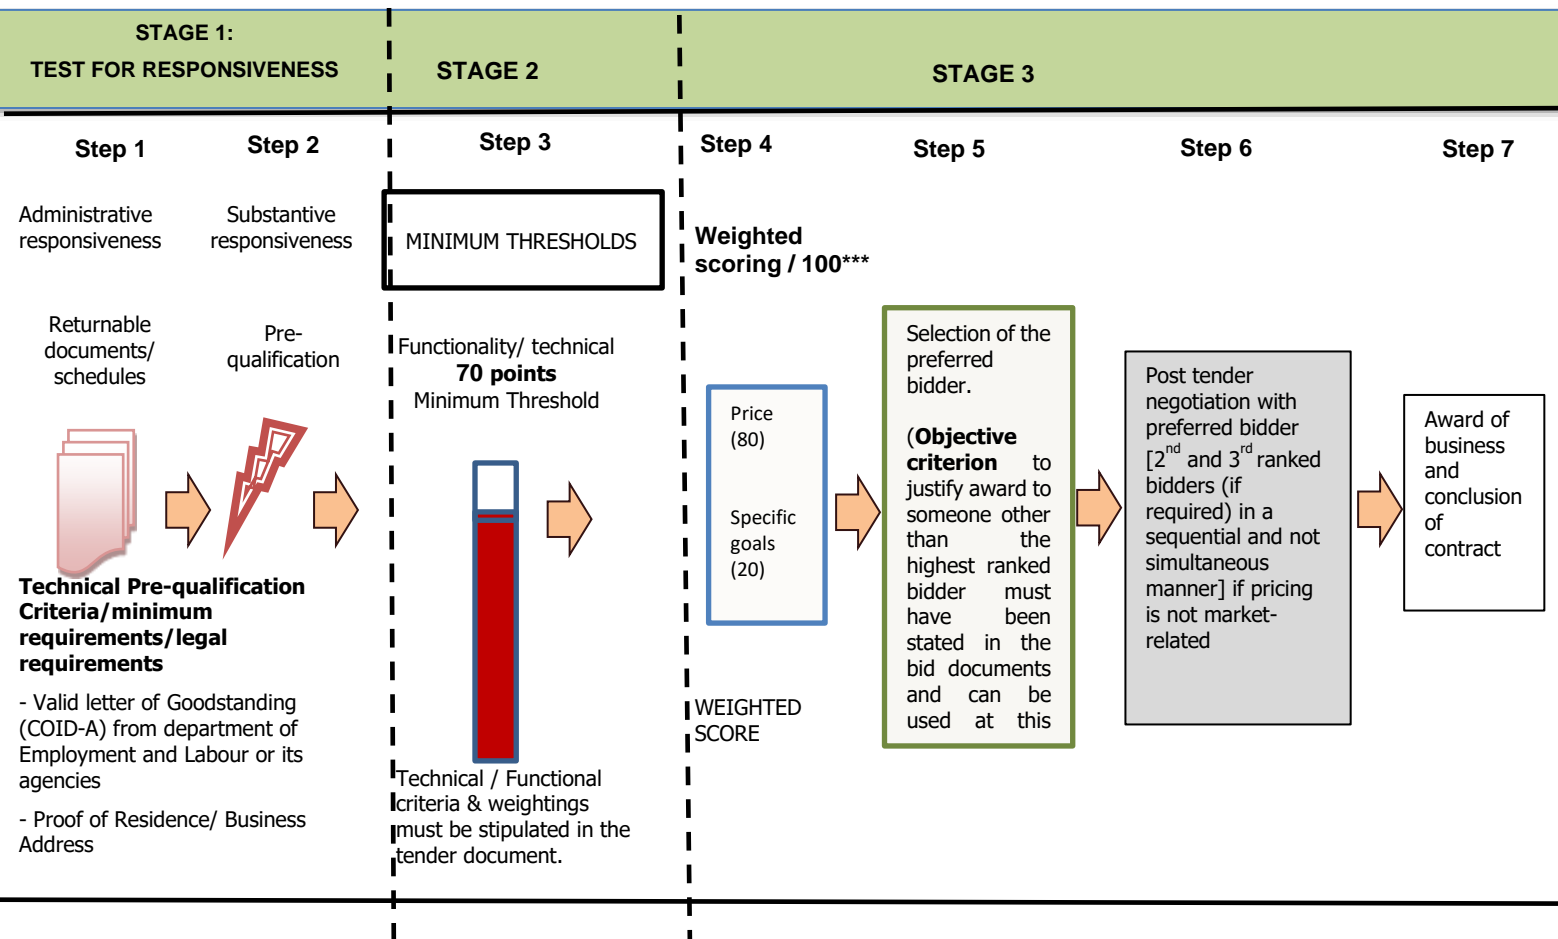 STAGE 1:
TEST FOR RESPONSIVENESS
STAGE 2
STAGE 3
Step 1
Step 2
Step 3
Step 4
Step 5
Step 6
Step 7
Administrative
responsiveness
Substantive
responsiveness
MINIMUM THRESHOLDS
Weighted
scoring / 100***
Returnable
documents/
schedules
Pre-
qualification
Functionality/ technical
70 points
Minimum Threshold
Technical Pre-qualification
Criteria/minimum
requirements/legal
requirements
- Valid letter of Goodstanding
(COID-A) from department of
Employment and Labour or its
agencies
- Proof of Residence/ Business
Address
Technical / Functional
criteria & weightings
must be stipulated in the
tender document.
Price
(80)
Specific
goals
(20)
WEIGHTED
SCORE
Selection of the
preferred
bidder.
(Objective
criterion to
justify award to
someone other
than the
highest ranked
bidder must
have been
stated in the
bid documents
and can be
used at this
Post tender
negotiation with
preferred bidder
[2nd and 3rd ranked
bidders (if
required) in a
sequential and not
simultaneous
manner] if pricing
is not market-
related
Award of
business
and
conclusion
of
contract